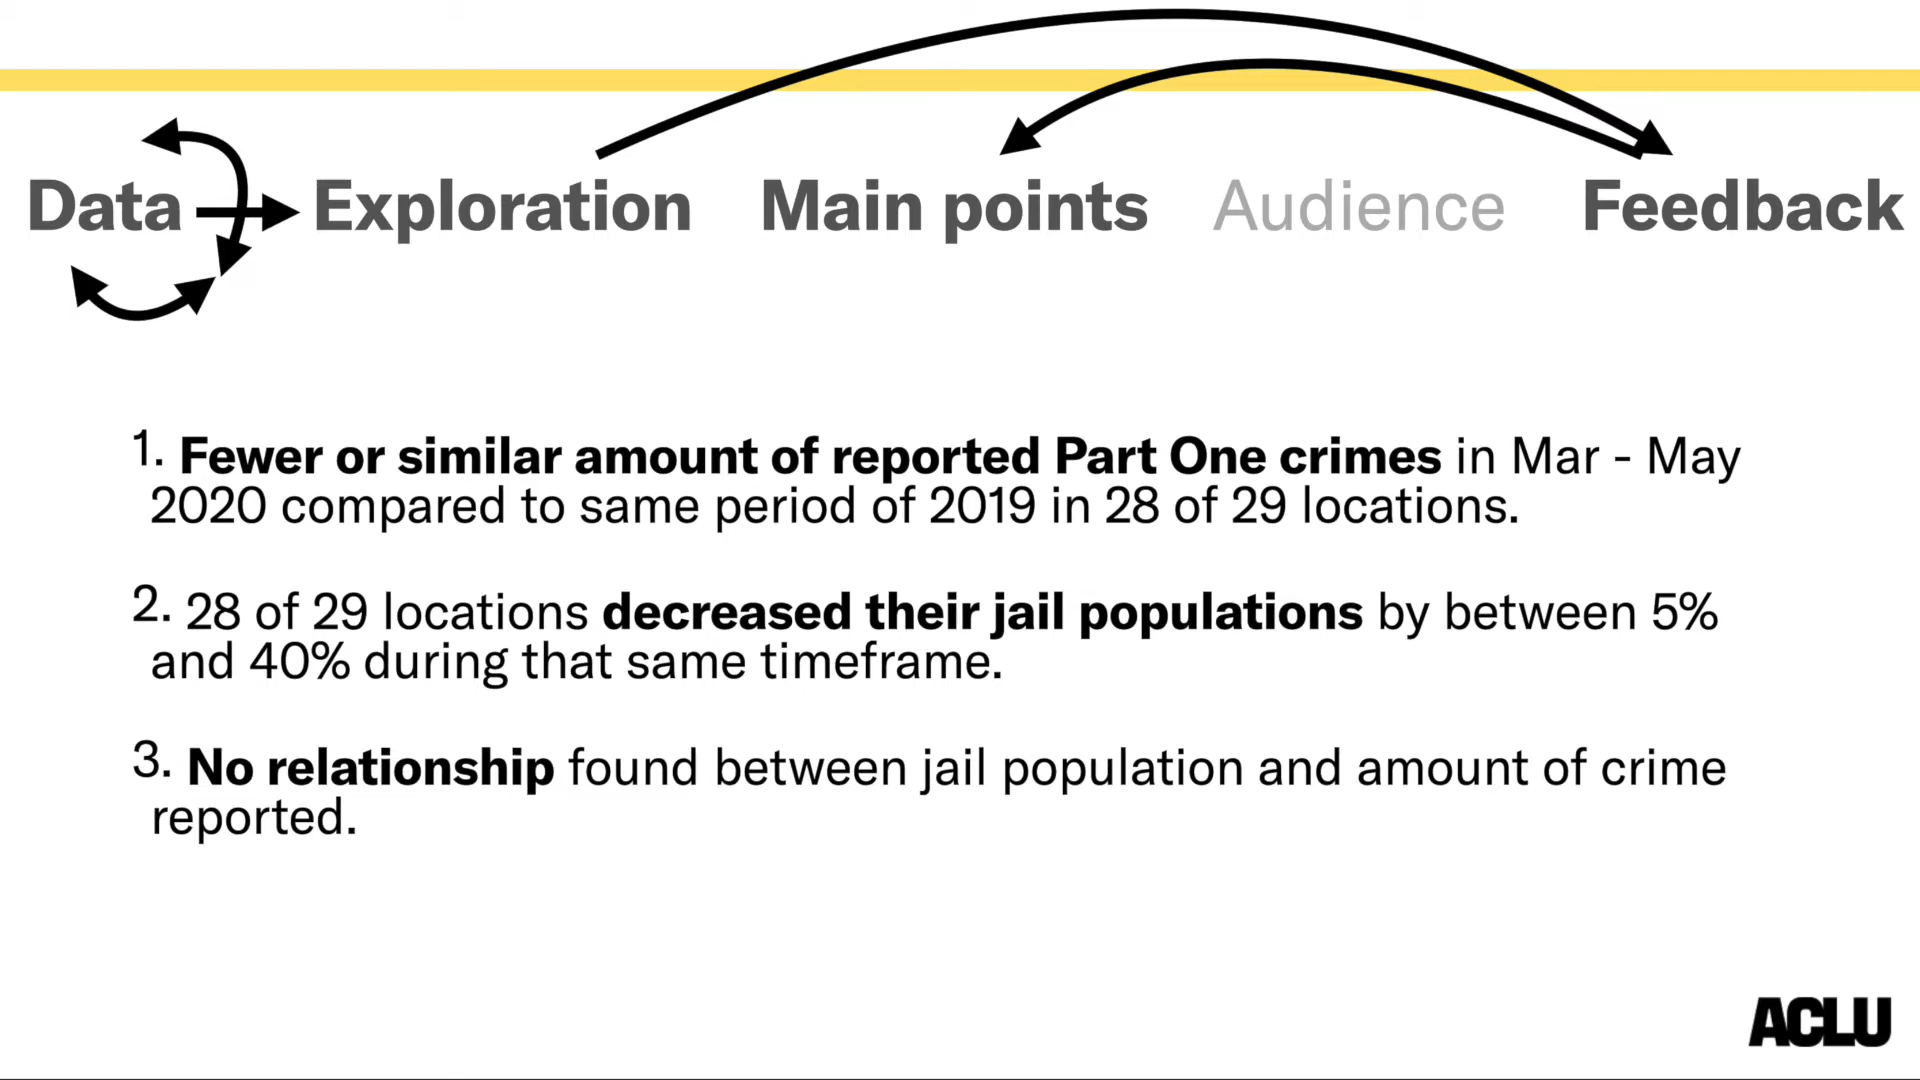 Data Exploration Main points Audience Feedback
1. Fewer or similar amount of reported Part One crimes in Mar - May
2020 compared to same period of 2019 in 28 of 29 locations.
2. 28 of 29 locations decreased their jail populations by between 5%
and 40% during that same timeframe.
3. No relationship found between jail population and amount of crime
reported.
ACLU